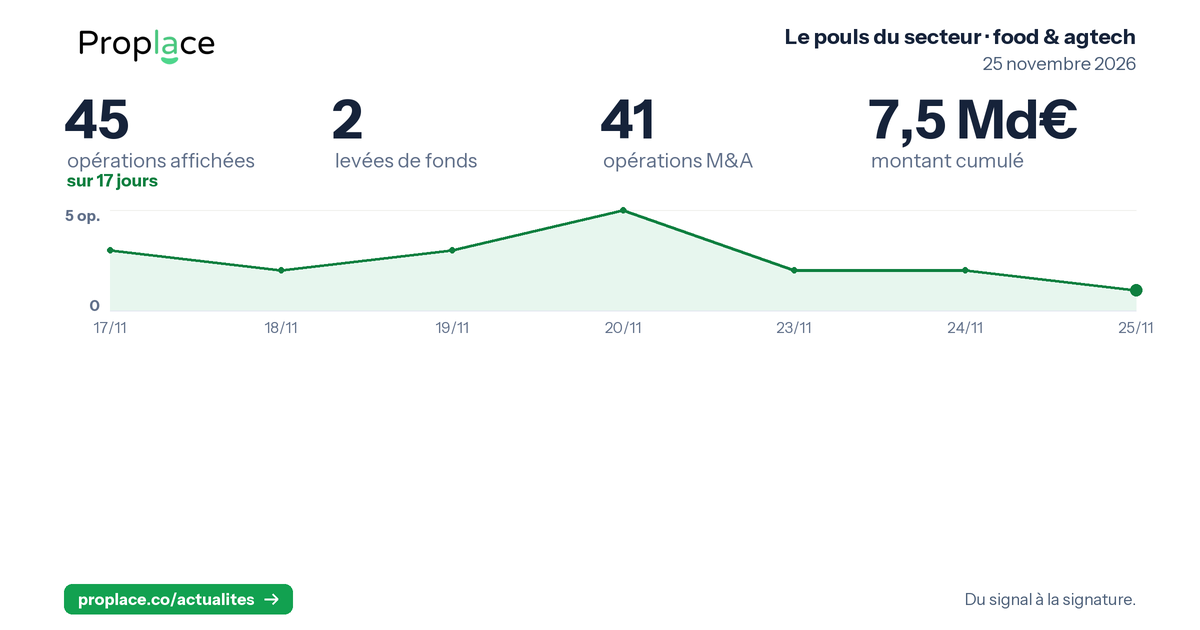 Proplace
Le pouls du secteur · food & agtech
25 novembre 2026
45
opérations affichées
sur 17 jours
2
levées de fonds
41
opérations M&A
7,5 Md€
montant cumulé
5 op.
0
17/11 18/11 19/11 20/11 23/11 24/11 25/11
proplace.co/actualites →
Du signal à la signature.